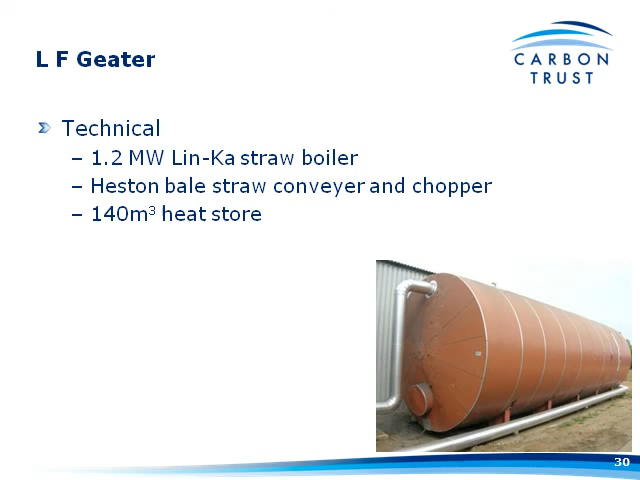 L F Geater
CARBON
TRUST
Technical
– 1.2 MW Lin-Ka straw boiler
– Heston bale straw conveyer and chopper
– 140m³ heat store
30